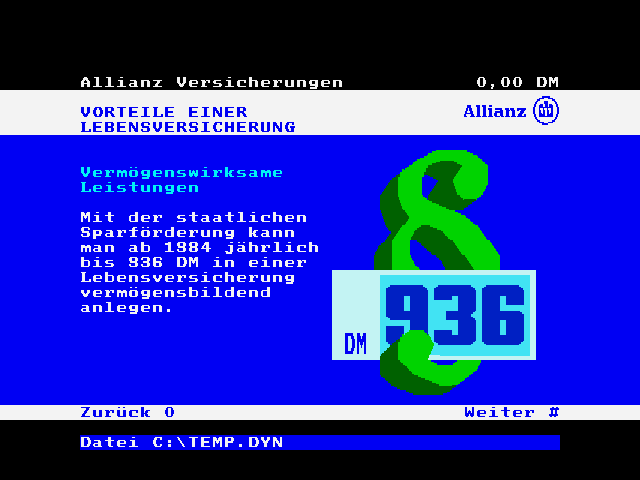 Allianz Versicherungen 0,00 DM
VORTEILE EINER
LEBENSVERSICHERUNG
Allianz
Vermögenswirksame
Leistungen
Mit der staatlichen
Sparförderung kann
man ab 1984 jährlich
bis 936 DM in einer
Lebensversicherung
vermögensbildend
anlegen.
§
DM 936
Zurück 0 Weiter #
Datei C:\TEMP.DYN